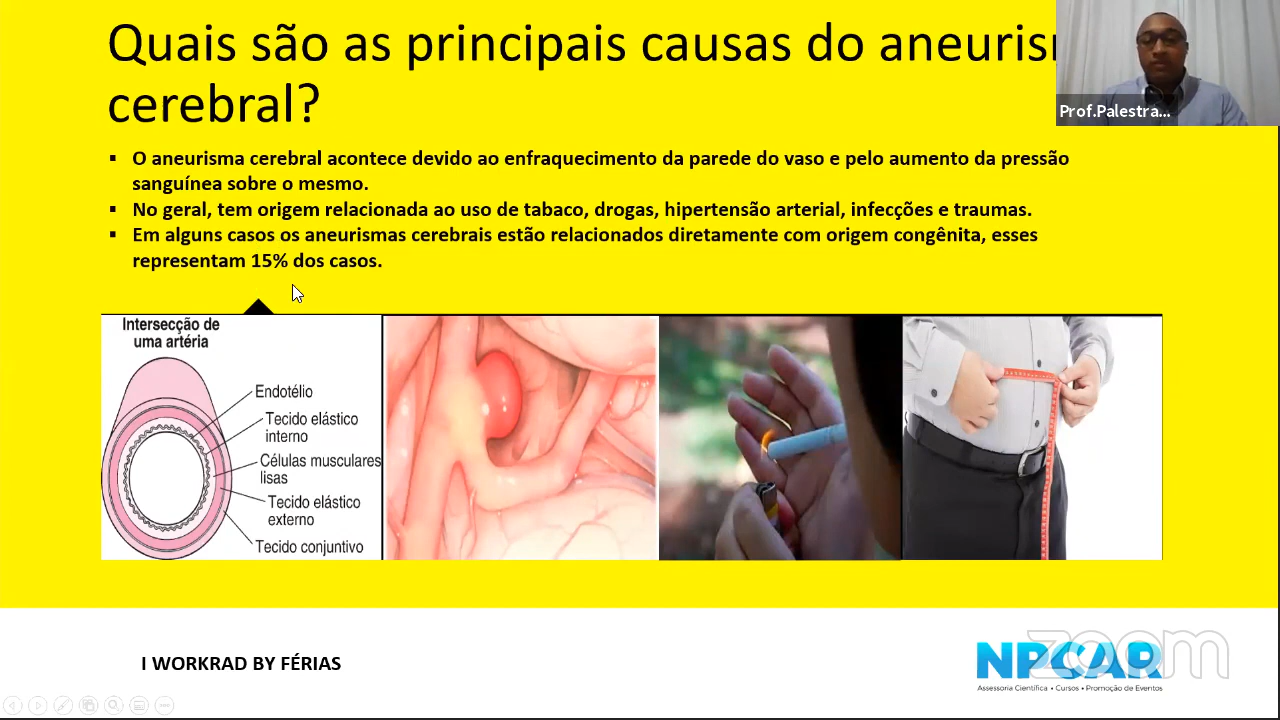 Quais são as principais causas do aneuris
cerebral?
Prof.Palestra...
▪ O aneurisma cerebral acontece devido ao enfraquecimento da parede do vaso e pelo aumento da pressão
sanguínea sobre o mesmo.
▪ No geral, tem origem relacionada ao uso de tabaco, drogas, hipertensão arterial, infecções e traumas.
▪ Em alguns casos os aneurismas cerebrais estão relacionados diretamente com origem congênita, esses
representam 15% dos casos.
Intersecção de
uma artéria
Endotélio
Tecido elástico
interno
Células musculares
lisas
Tecido elástico
externo
Tecido conjuntivo
I WORKRAD BY FÉRIAS
NPCAR
zoom
Assessoria Científica • Cursos • Promoção de Eventos